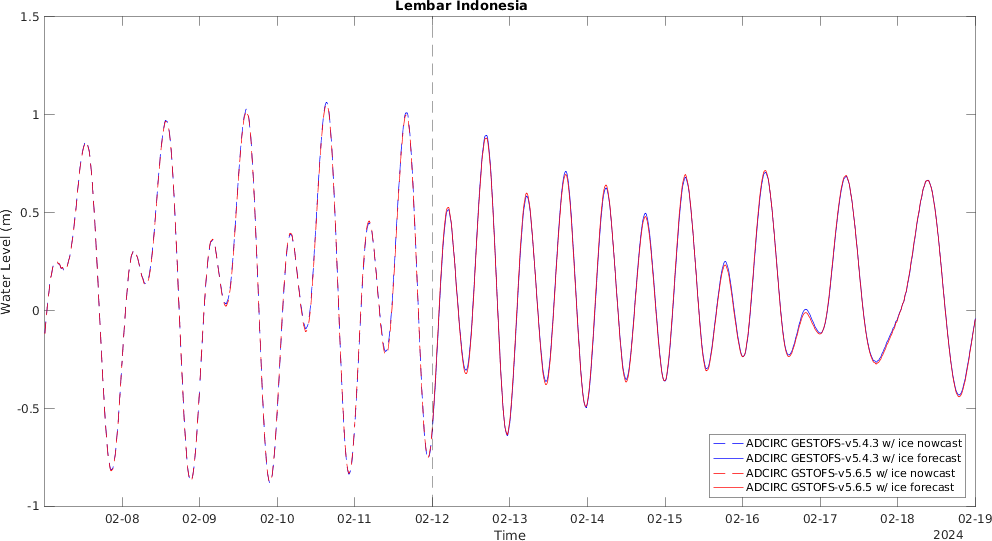 Lembar Indonesia
1.5
1
0.5
0
-0.5
-1
Water Level (m)
ADCIRC GESTOFS-v5.4.3 w/ ice nowcast
ADCIRC GESTOFS-v5.4.3 w/ ice forecast
ADCIRC GSTOFS-v5.6.5 w/ ice nowcast
ADCIRC GSTOFS-v5.6.5 w/ ice forecast
02-08 02-09 02-10 02-11 02-12 02-13 02-14 02-15 02-16 02-17 02-18 02-19
Time
2024